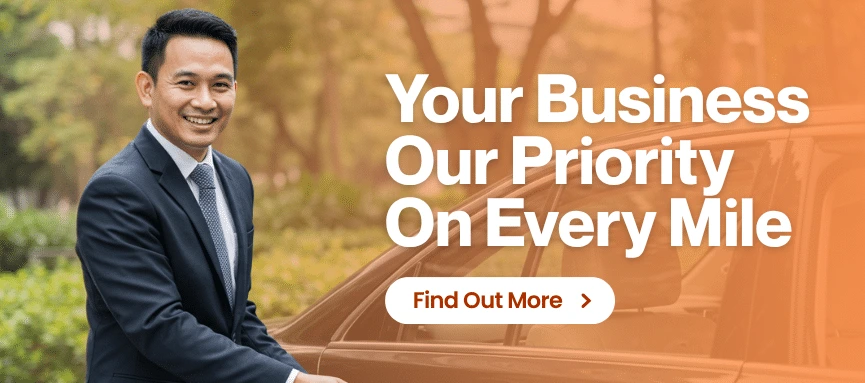 Your Business
Our Priority
On Every Mile
Find Out More